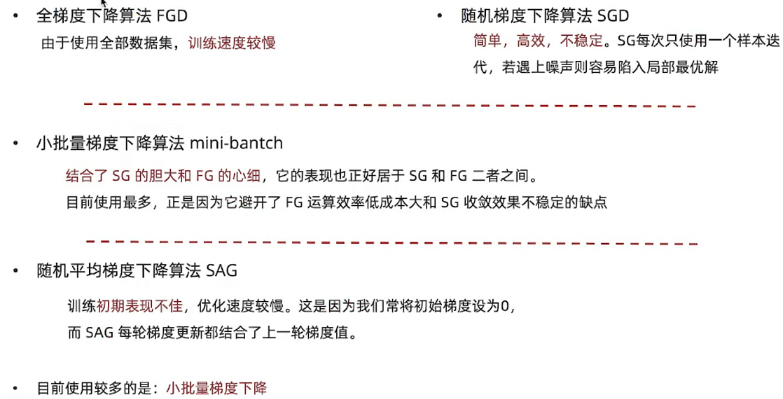 • 全梯度下降算法 FGD
由于使用全部数据集，训练速度较慢
• 随机梯度下降算法 SGD
简单，高效，不稳定。SG每次只使用一个样本迭
代，若遇上噪声则容易陷入局部最优解
• 小批量梯度下降算法 mini-bantch
结合了 SG 的胆大和 FG 的心细，它的表现也正好居于 SG 和 FG 二者之间。
目前使用最多，正是因为它避开了 FG 运算效率低成本大和 SG 收敛效果不稳定的缺点
• 随机平均梯度下降算法 SAG
训练初期表现不佳，优化速度较慢。这是因为我们常将初始梯度设为0，
而 SAG 每轮梯度更新都结合了上一轮梯度值。
• 目前使用较多的是：小批量梯度下降